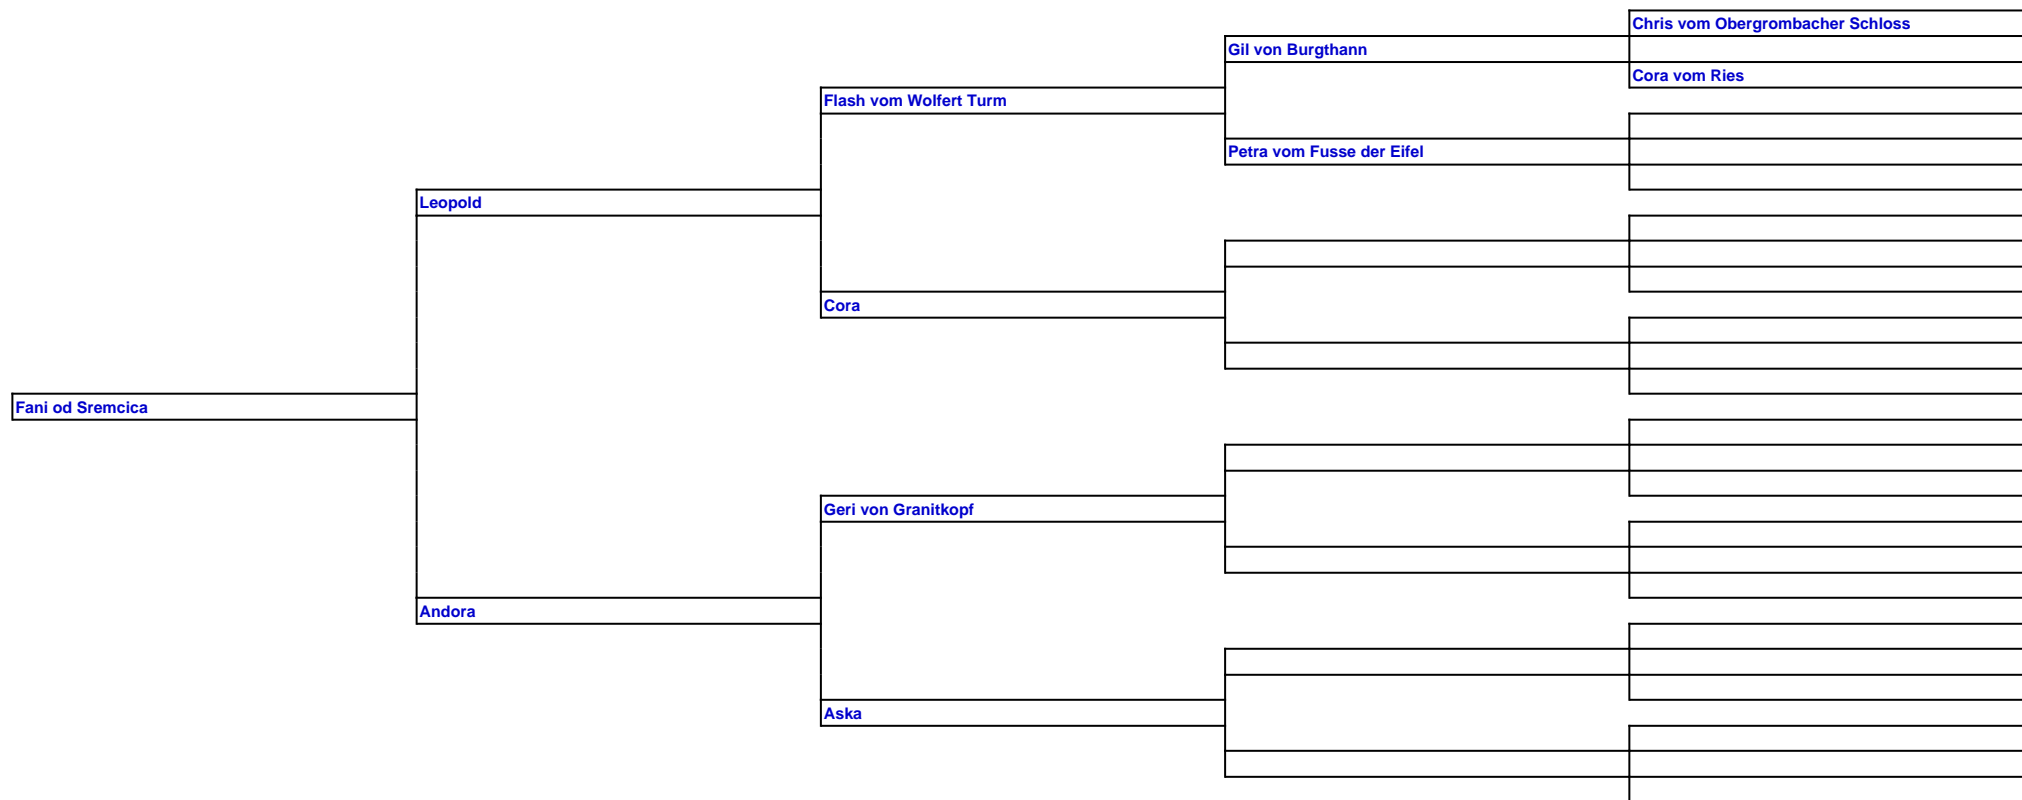 Chris vom Obergrombacher Schloss
Gil von Burgthann
Cora vom Ries
Flash vom Wolfert Turm
Petra vom Fusse der Eifel
Leopold
Cora
Fani od Sremcica
Geri von Granitkopf
Andora
Aska